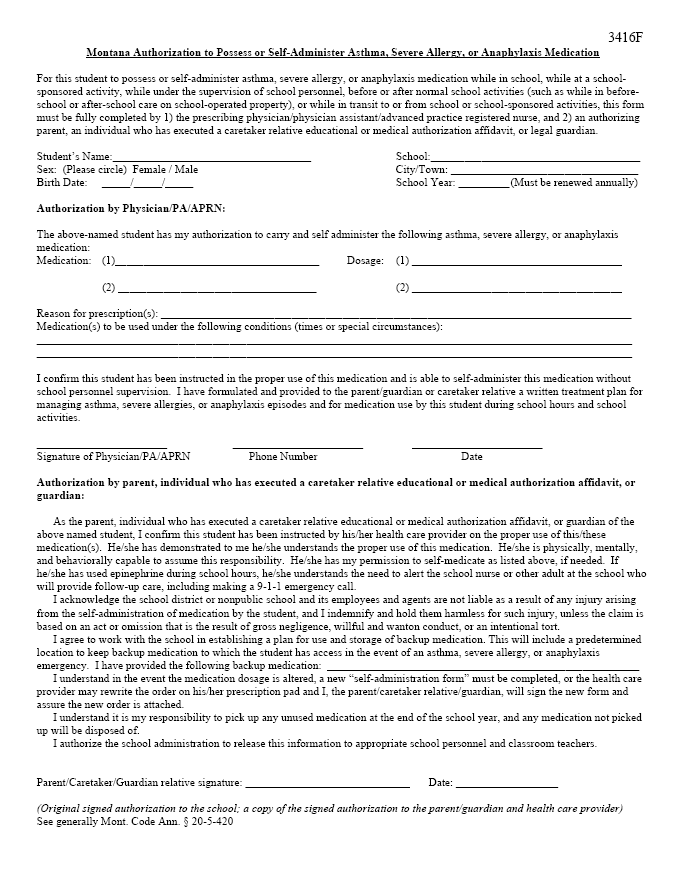 3416F
Montana Authorization to Possess or Self-Administer Asthma, Severe Allergy, or Anaphylaxis Medication
For this student to possess or self-administer asthma, severe allergy, or anaphylaxis medication while in school, while at a school-
sponsored activity, while under the supervision of school personnel, before or after normal school activities (such as while in before-
school or after-school care on school-operated property), or while in transit to or from school or school-sponsored activities, this form
must be fully completed by 1) the prescribing physician/physician assistant/advanced practice registered nurse, and 2) an authorizing
parent, an individual who has executed a caretaker relative educational or medical authorization affidavit, or legal guardian.
Student's Name:___________________________________ School:_____________________________________
Sex: (Please circle) Female / Male City/Town: _________________________________
Birth Date: _____/_____/_____ School Year: _________(Must be renewed annually)
Authorization by Physician/PA/APRN:
The above-named student has my authorization to carry and self administer the following asthma, severe allergy, or anaphylaxis
medication:
Medication: (1)____________________________________ Dosage: (1) _____________________________________
(2) ___________________________________ (2) _____________________________________
Reason for prescription(s): ___________________________________________________________________________________
Medication(s) to be used under the following conditions (times or special circumstances):
_________________________________________________________________________________________________________
_________________________________________________________________________________________________________
I confirm this student has been instructed in the proper use of this medication and is able to self-administer this medication without
school personnel supervision. I have formulated and provided to the parent/guardian or caretaker relative a written treatment plan for
managing asthma, severe allergies, or anaphylaxis episodes and for medication use by this student during school hours and school
activities.
_______________________ _______________________ _______________________
Signature of Physician/PA/APRN Phone Number Date
Authorization by parent, individual who has executed a caretaker relative educational or medical authorization affidavit, or
guardian:
As the parent, individual who has executed a caretaker relative educational or medical authorization affidavit, or guardian of the
above named student, I confirm this student has been instructed by his/her health care provider on the proper use of this/these
medication(s). He/she has demonstrated to me he/she understands the proper use of this medication. He/she is physically, mentally,
and behaviorally capable to assume this responsibility. He/she has my permission to self-medicate as listed above, if needed. If
he/she has used epinephrine during school hours, he/she understands the need to alert the school nurse or other adult at the school who
will provide follow-up care, including making a 9-1-1 emergency call.
I acknowledge the school district or nonpublic school and its employees and agents are not liable as a result of any injury arising
from the self-administration of medication by the student, and I indemnify and hold them harmless for such injury, unless the claim is
based on an act or omission that is the result of gross negligence, willful and wanton conduct, or an intentional tort.
I agree to work with the school in establishing a plan for use and storage of backup medication. This will include a predetermined
location to keep backup medication to which the student has access in the event of an asthma, severe allergy, or anaphylaxis
emergency. I have provided the following backup medication: _______________________________________________________
I understand in the event the medication dosage is altered, a new "self-administration form" must be completed, or the health care
provider may rewrite the order on his/her prescription pad and I, the parent/caretaker relative/guardian, will sign the new form and
assure the new order is attached.
I understand it is my responsibility to pick up any unused medication at the end of the school year, and any medication not picked
up will be disposed of.
I authorize the school administration to release this information to appropriate school personnel and classroom teachers.
Parent/Caretaker/Guardian relative signature: _____________________________ Date: __________________
(Original signed authorization to the school; a copy of the signed authorization to the parent/guardian and health care provider)
See generally Mont. Code Ann. § 20-5-420